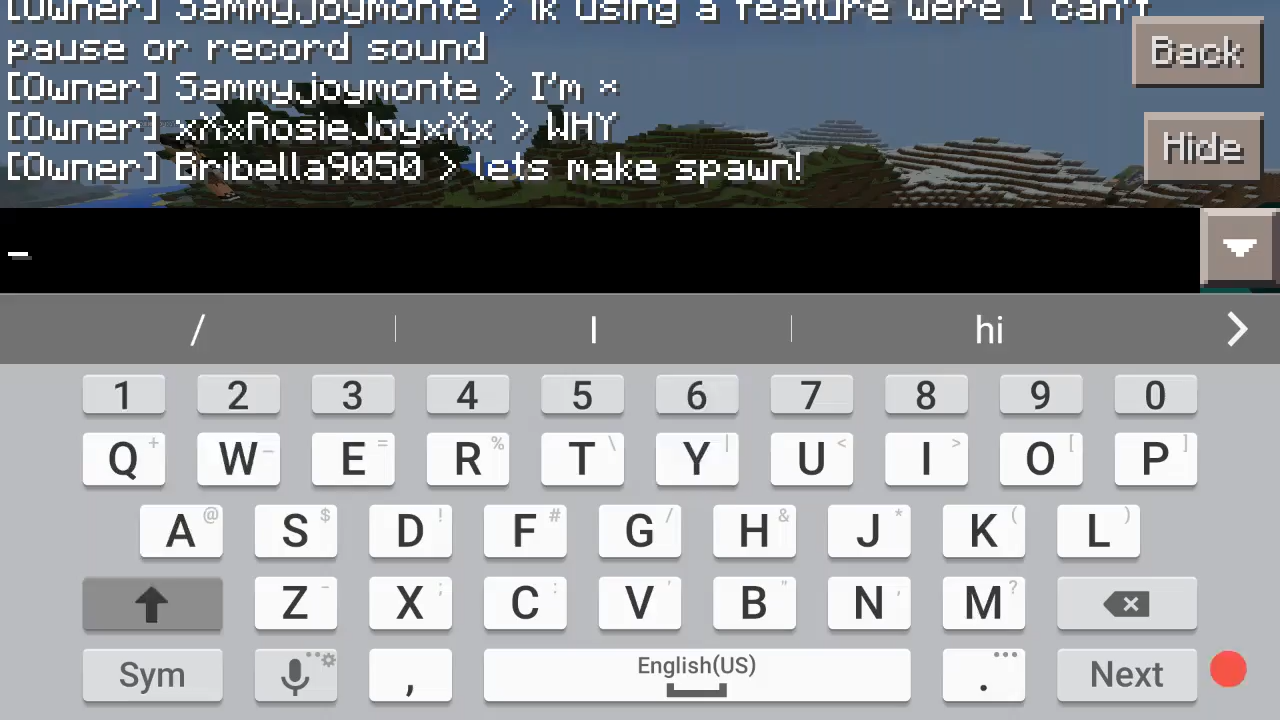 [Owner] Sammyjoymonte > Ik using a feature were I can't
pause or record sound
[Owner] Sammyjoymonte > I'm *
[Owner] xXxRosieJoyxXx > WHY
[Owner] Bribella9050 > lets make spawn!
Back
Hide
_
/ | I | hi
1 2 3 4 5 6 7 8 9 0
Q + W _ E = R % T \ Y | U < I > O [ P ]
A @ S $ D ! F # G / H & J * K ( L )
Z - X ; C : V ' B " N , M ?
Sym , English(US) . Next